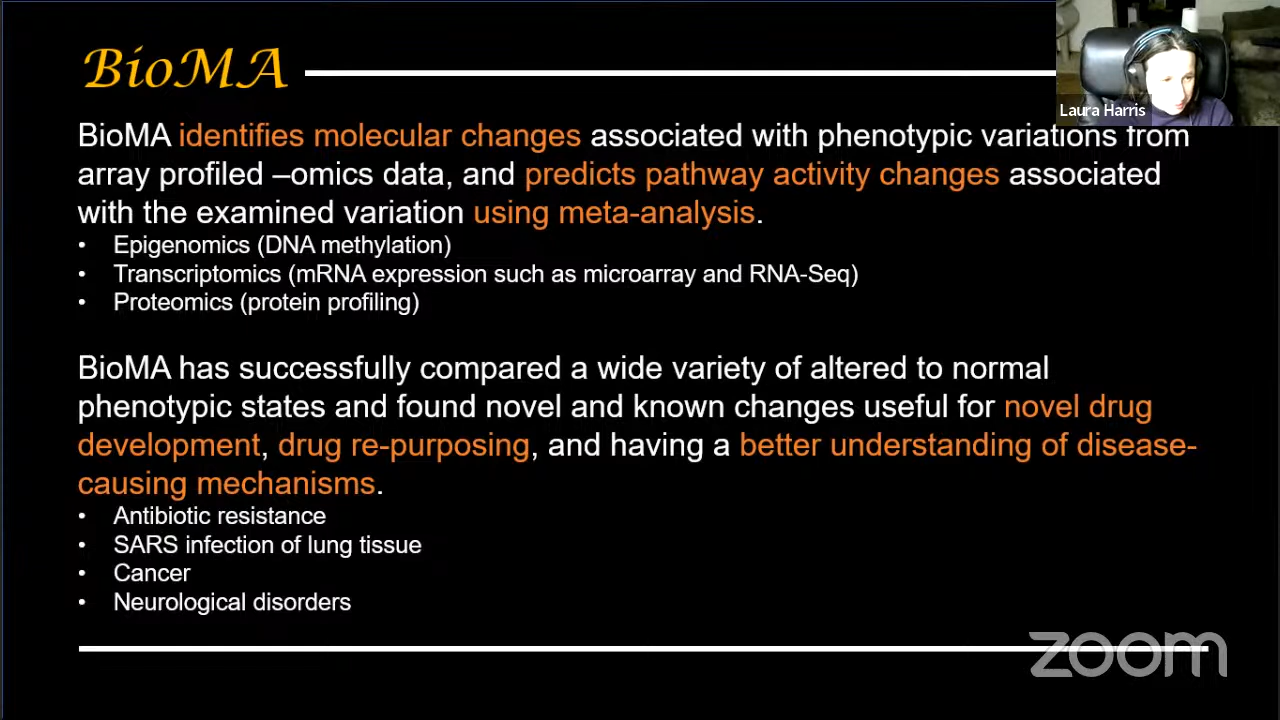 BioMA
Laura Harris
BioMA identifies molecular changes associated with phenotypic variations from
array profiled –omics data, and predicts pathway activity changes associated
with the examined variation using meta-analysis.
• Epigenomics (DNA methylation)
• Transcriptomics (mRNA expression such as microarray and RNA-Seq)
• Proteomics (protein profiling)
BioMA has successfully compared a wide variety of altered to normal
phenotypic states and found novel and known changes useful for novel drug
development, drug re-purposing, and having a better understanding of disease-
causing mechanisms.
• Antibiotic resistance
• SARS infection of lung tissue
• Cancer
• Neurological disorders
zoom